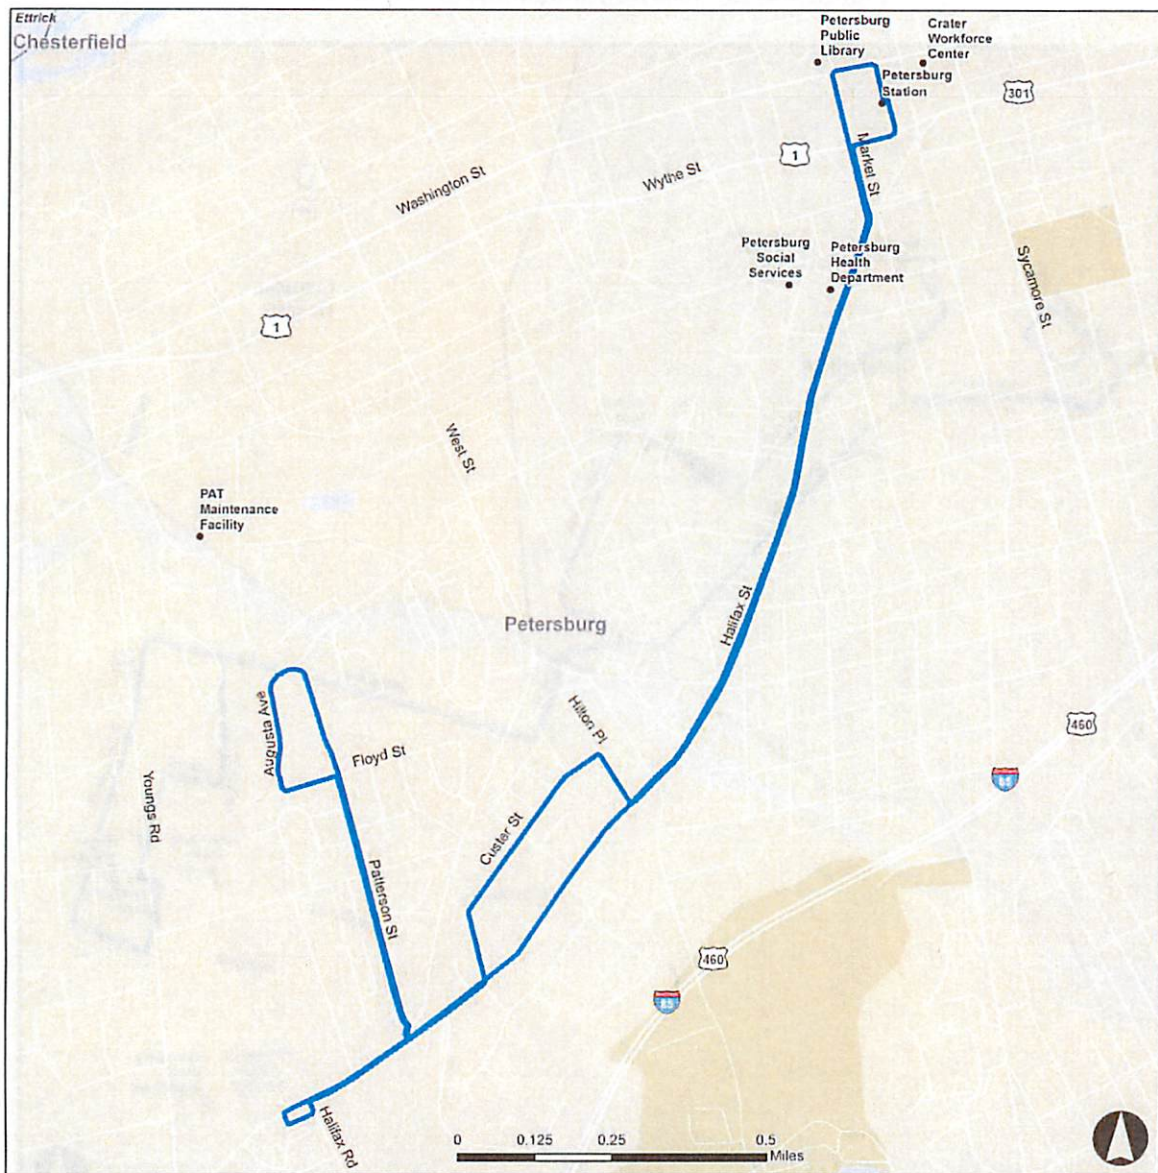 Ettrick
Chesterfield
Petersburg
Public
Library
Crater
Workforce
Center
Petersburg
Station
301
Market St
1
Washington St
Wythe St
Petersburg
Social
Services
Petersburg
Health
Department
Sycamore St
1
West St
PAT
Maintenance
Facility
Halifax St
Petersburg
Augusta Ave
Floyd St
Hilton Pl
460
Youngs Rd
85
Custer St
Patterson St
460
85
Halifax Rd
0 0.125 0.25 0.5
Miles